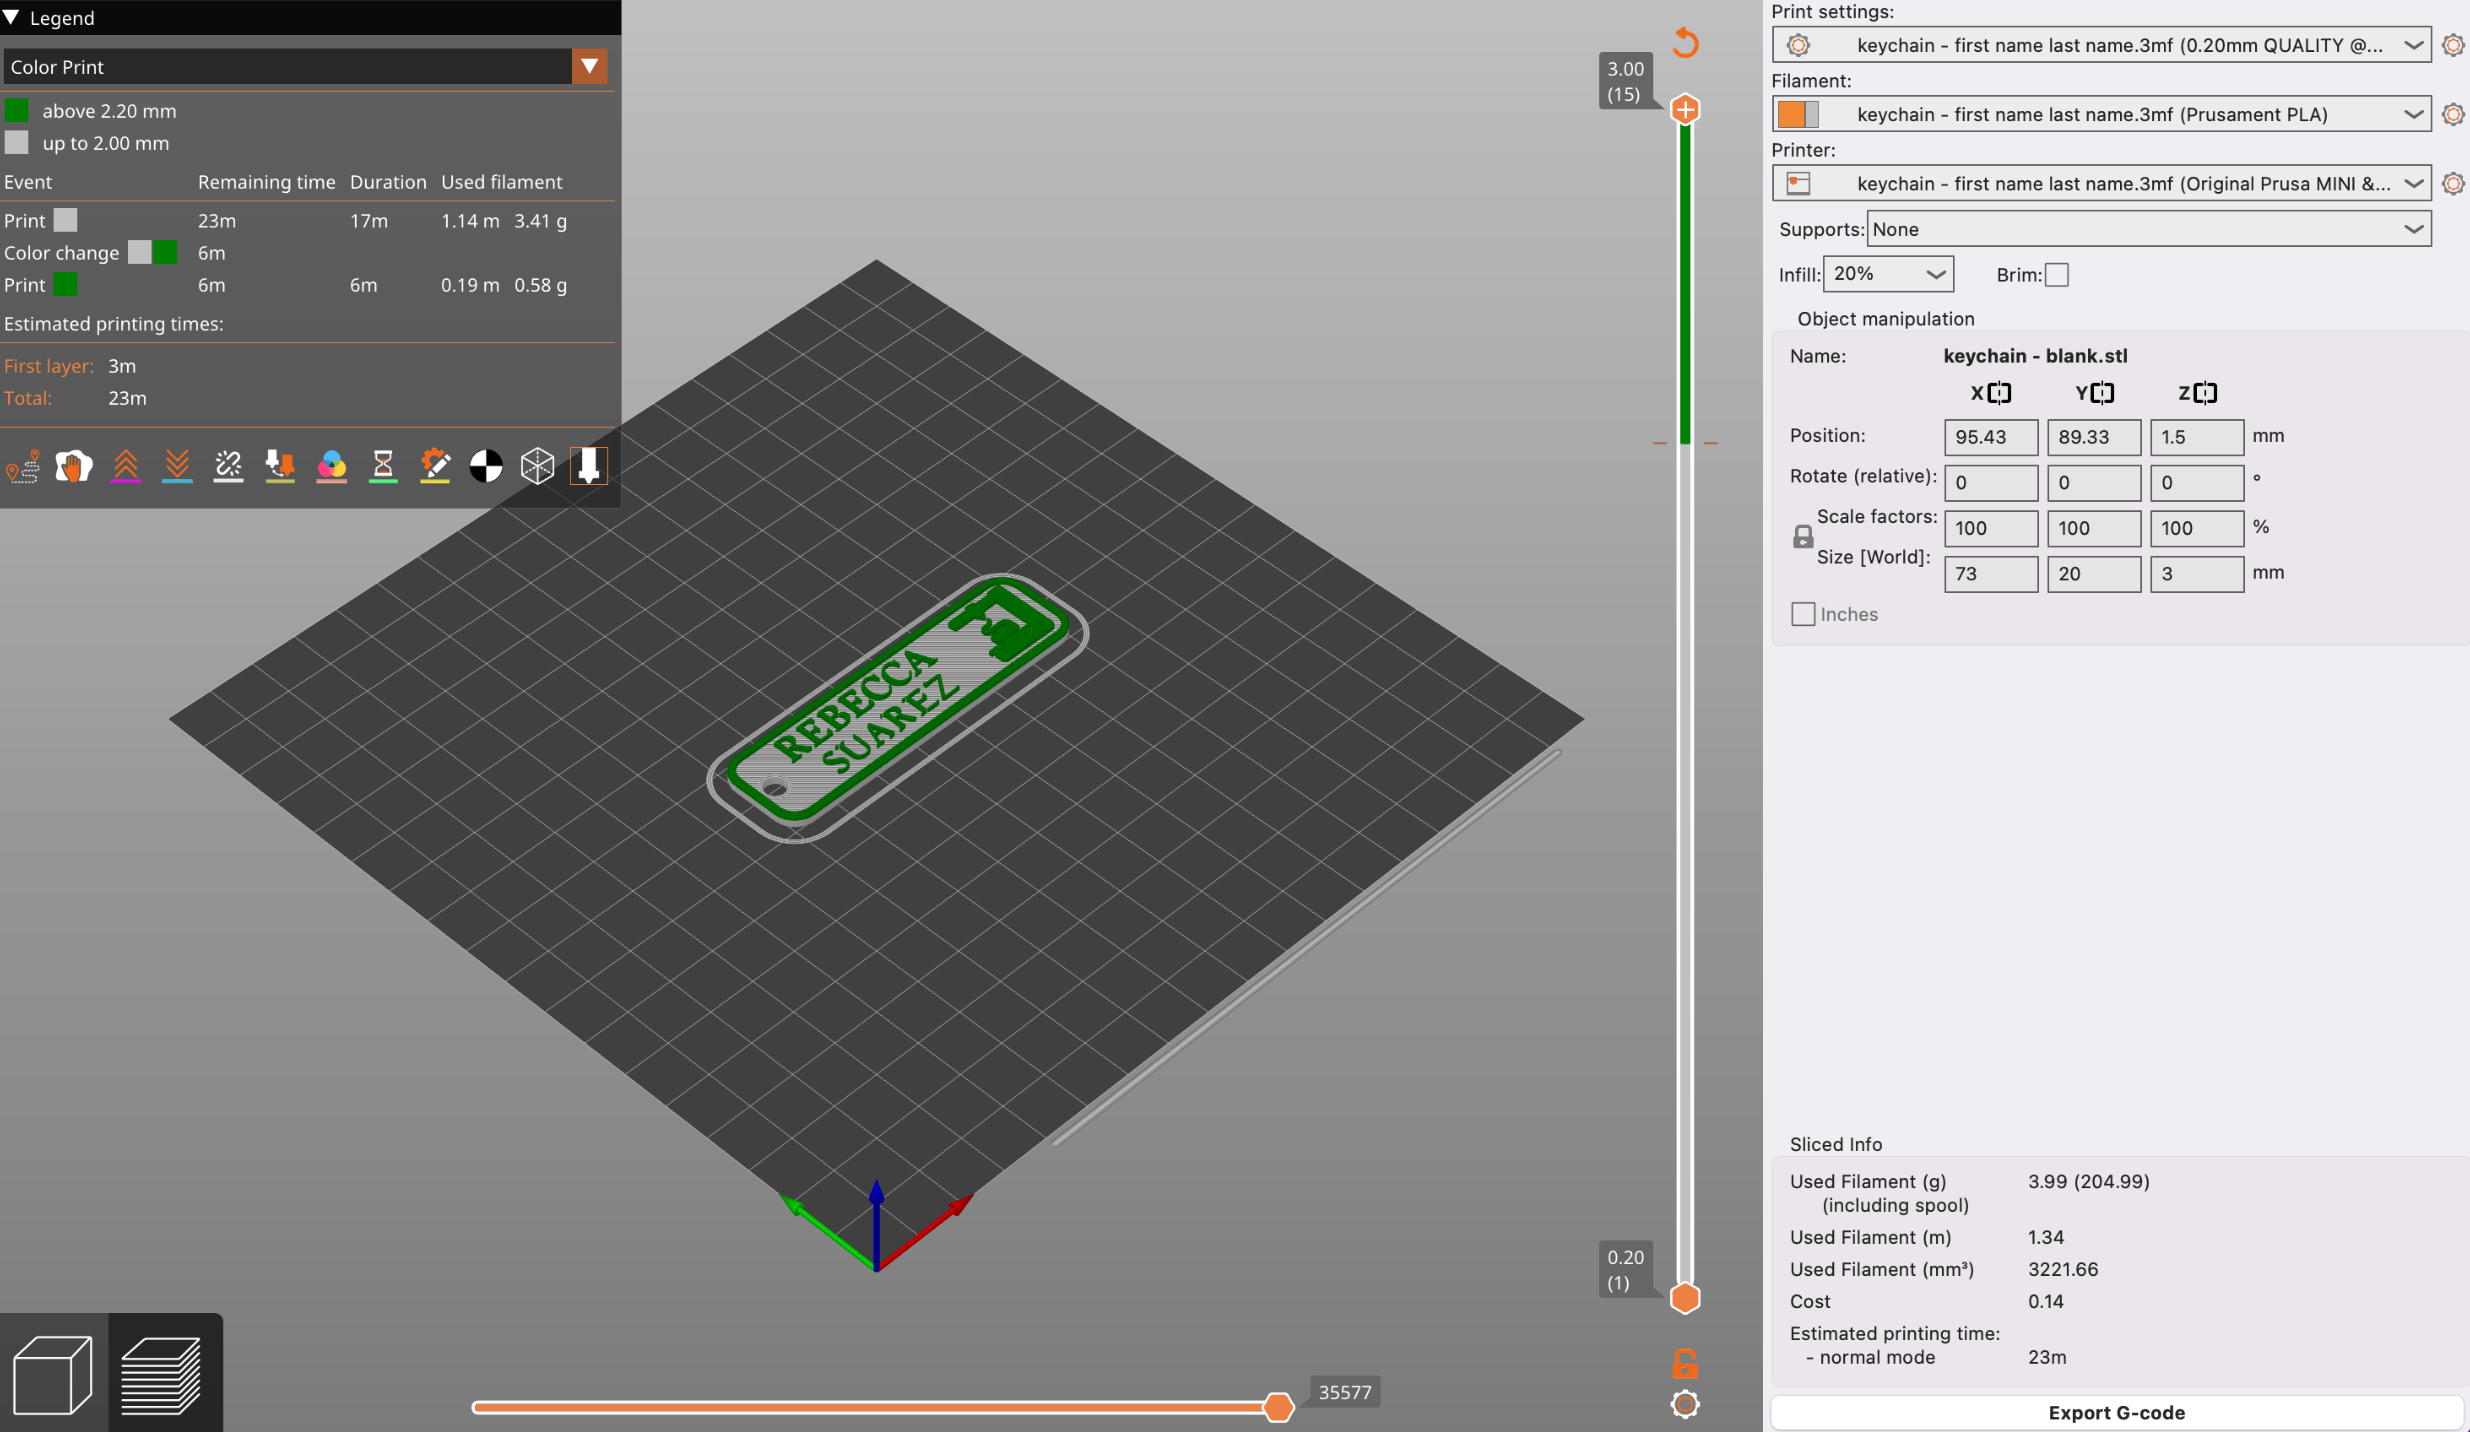 Legend
Color Print
above 2.20 mm
up to 2.00 mm
Event Remaining time Duration Used filament
Print 23m 17m 1.14 m 3.41 g
Color change 6m
Print 6m 6m 0.19 m 0.58 g
Estimated printing times:
First layer: 3m
Total: 23m
REBECCA
SUAREZ
3.00
(15)
0.20
(1)
35577
Print settings:
keychain - first name last name.3mf (0.20mm QUALITY @...
Filament:
keychain - first name last name.3mf (Prusament PLA)
Printer:
keychain - first name last name.3mf (Original Prusa MINI &...
Supports: None
Infill: 20% Brim:
Object manipulation
Name: keychain - blank.stl
X Y Z
Position: 95.43 89.33 1.5 mm
Rotate (relative): 0 0 0 °
Scale factors: 100 100 100 %
Size [World]: 73 20 3 mm
Inches
Sliced Info
Used Filament (g) 3.99 (204.99)
(including spool)
Used Filament (m) 1.34
Used Filament (mm³) 3221.66
Cost 0.14
Estimated printing time:
- normal mode 23m
Export G-code